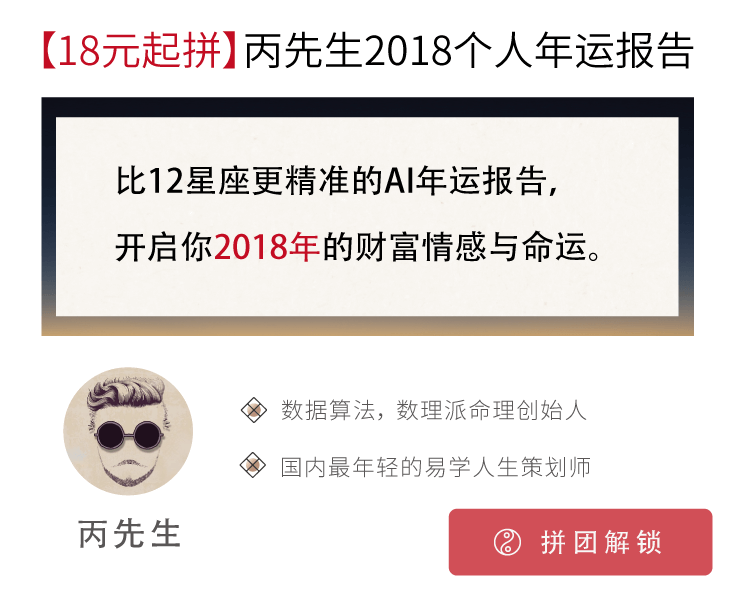 【18元起拼】丙先生2018个人年运报告
比12星座更精准的AI年运报告,
开启你2018年的财富情感与命运。
数据算法，数理派命理创始人
国内最年轻的易学人生策划师
丙先生
拼团解锁